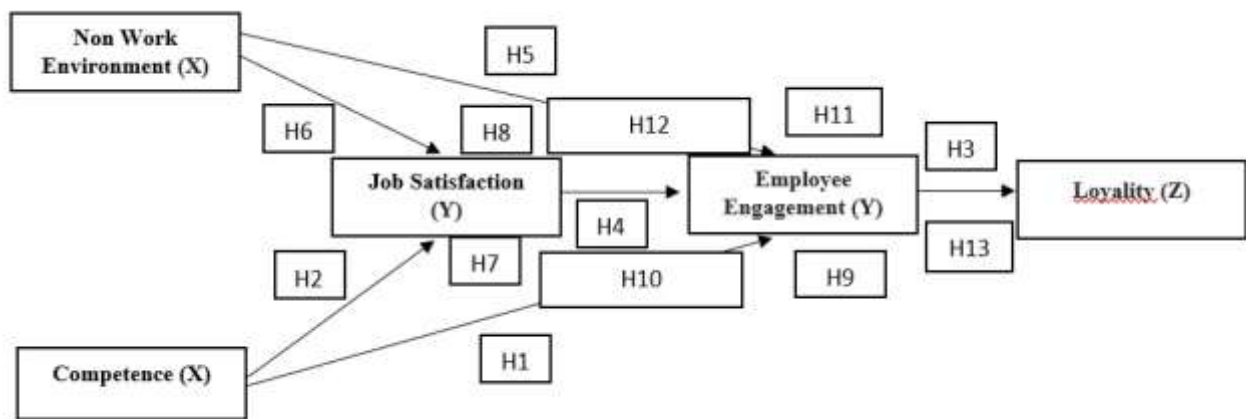 Non Work
Environment (X)
H5
H6
H8
H12
H11
H3
Job Satisfaction
(Y)
Employee
Engagement (Y)
Loyality (Z)
H4
H2
H7
H10
H9
H13
H1
Competence (X)